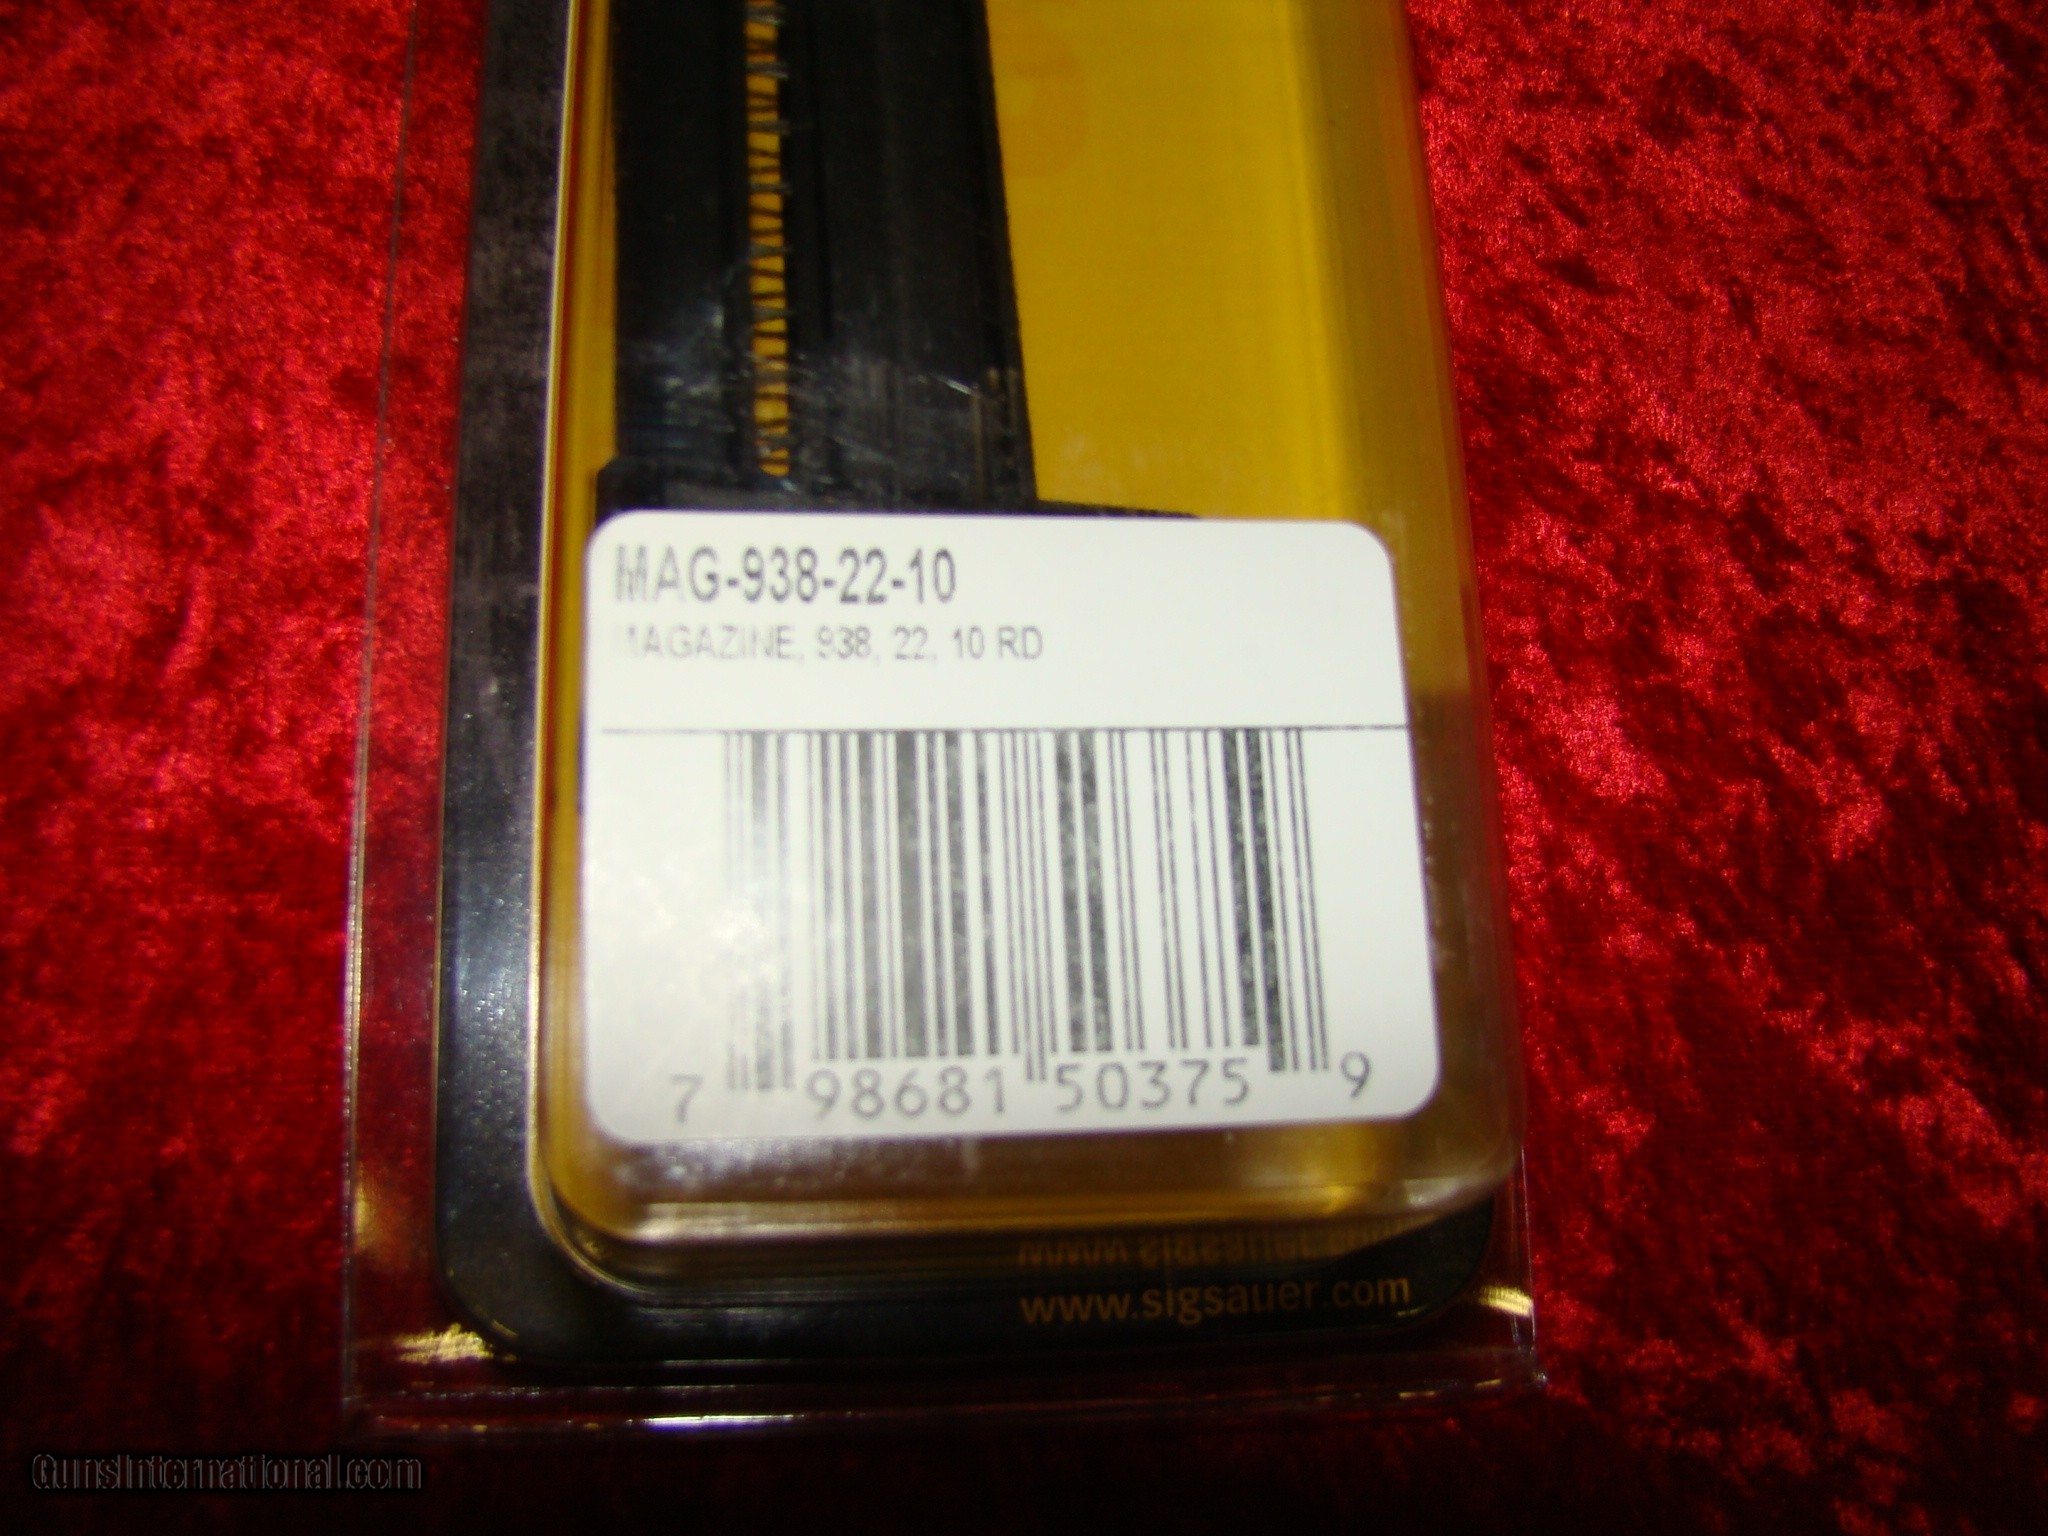 MAG-938-22-10
MAGAZINE, 938, 22, 10 RD
7 98681 50375 9
www.sigsauer.com
GunsInternational.com